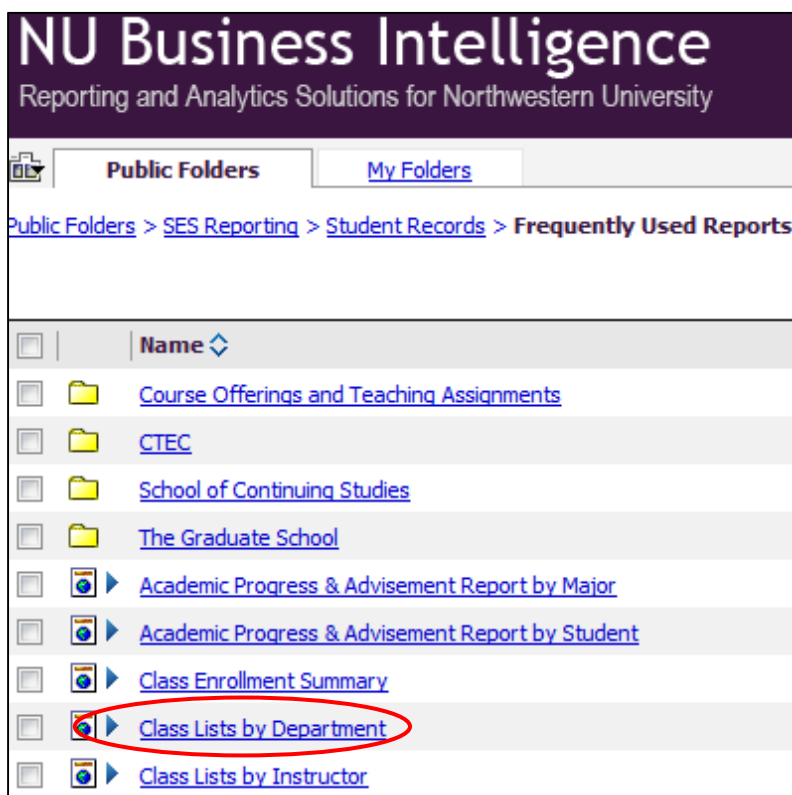 NU Business Intelligence
Reporting and Analytics Solutions for Northwestern University
Public Folders My Folders
Public Folders > SES Reporting > Student Records > Frequently Used Reports
Name
Course Offerings and Teaching Assignments
CTEC
School of Continuing Studies
The Graduate School
Academic Progress & Advisement Report by Major
Academic Progress & Advisement Report by Student
Class Enrollment Summary
Class Lists by Department
Class Lists by Instructor